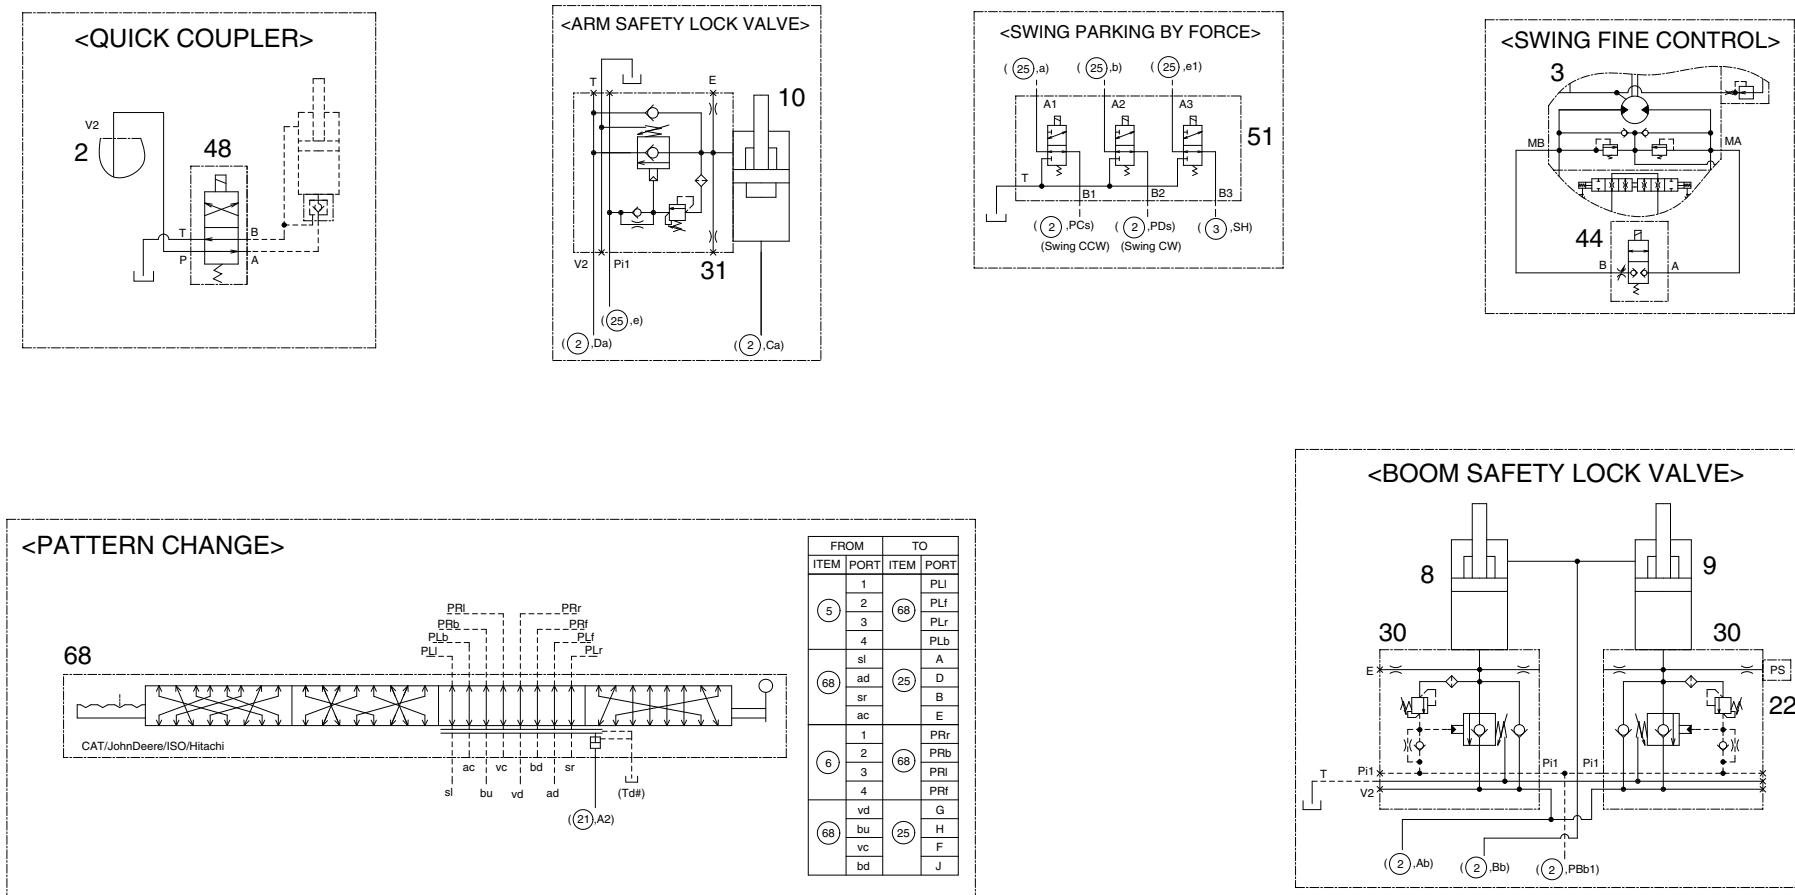 <QUICK COUPLER>
V2
2
48
T
B
P
A
<ARM SAFETY LOCK VALVE>
T
E
10
V2
Pi1
31
(25,e)
(2,Da)
(2,Ca)
<SWING PARKING BY FORCE>
(25,a) (25,b) (25,e1)
A1 A2 A3
51
T
B1 B2 B3
(2,PCs) (2,PDs) (3,SH)
(Swing CCW) (Swing CW)
<SWING FINE CONTROL>
3
MB
MA
44
B
A
<PATTERN CHANGE>
68
PRl PRr
PRb PRf
PLb PLf
PLl PLr
CAT/JohnDeere/ISO/Hitachi
ac vc bd sr
sl bu vd ad
(Td#)
((21),A2)
FROM TO
ITEM PORT ITEM PORT
5 1 68 PLl
2 PLf
3 PLr
4 PLb
68 sl 25 A
ad D
sr B
ac E
6 1 68 PRr
2 PRb
3 PRl
4 PRf
68 vd 25 G
bu H
vc F
bd J
<BOOM SAFETY LOCK VALVE>
8
9
30
30
E
PS
22
Pi1
Pi1
Pi1
T
V2
(2,Ab)
(2,Bb)
(2,PBb1)